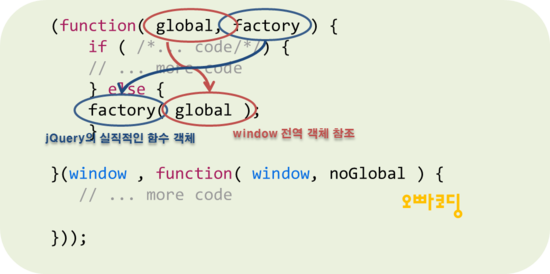 (function( global, factory ) {
if ( /*... code/*/) {
// ... more code
} else {
factory( global );
jQuery의 실직적인 함수 객체
window 전역 객체 참조
}
}(window , function( window, noGlobal ) {
// ... more code
오빠코딩
}));